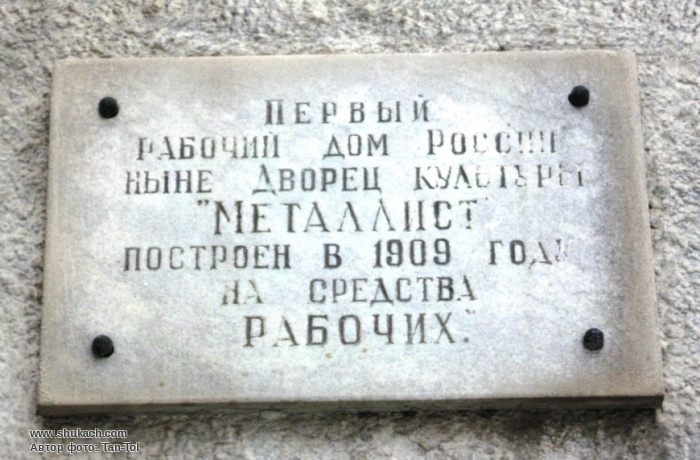 Первый
рабочий дом России
ныне Дворец культуры
"Металлист"
построен в 1909 году
на средства
рабочих."
www.shukach.com
Автор фото: Tan-Tol